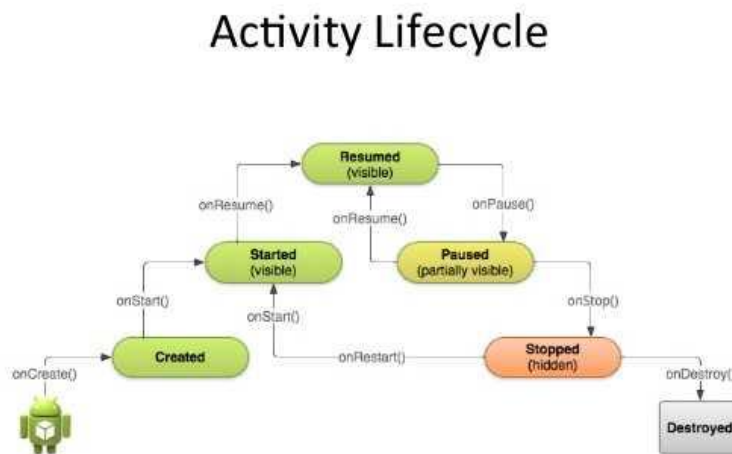 Activity Lifecycle
Resumed
(visible)
onResume()
onResume()
onPause()
Started
(visible)
Paused
(partially visible)
onStart()
onStart()
onStop()
Created
onRestart()
Stopped
(hidden)
onCreate()
onDestroy()
Destroyed